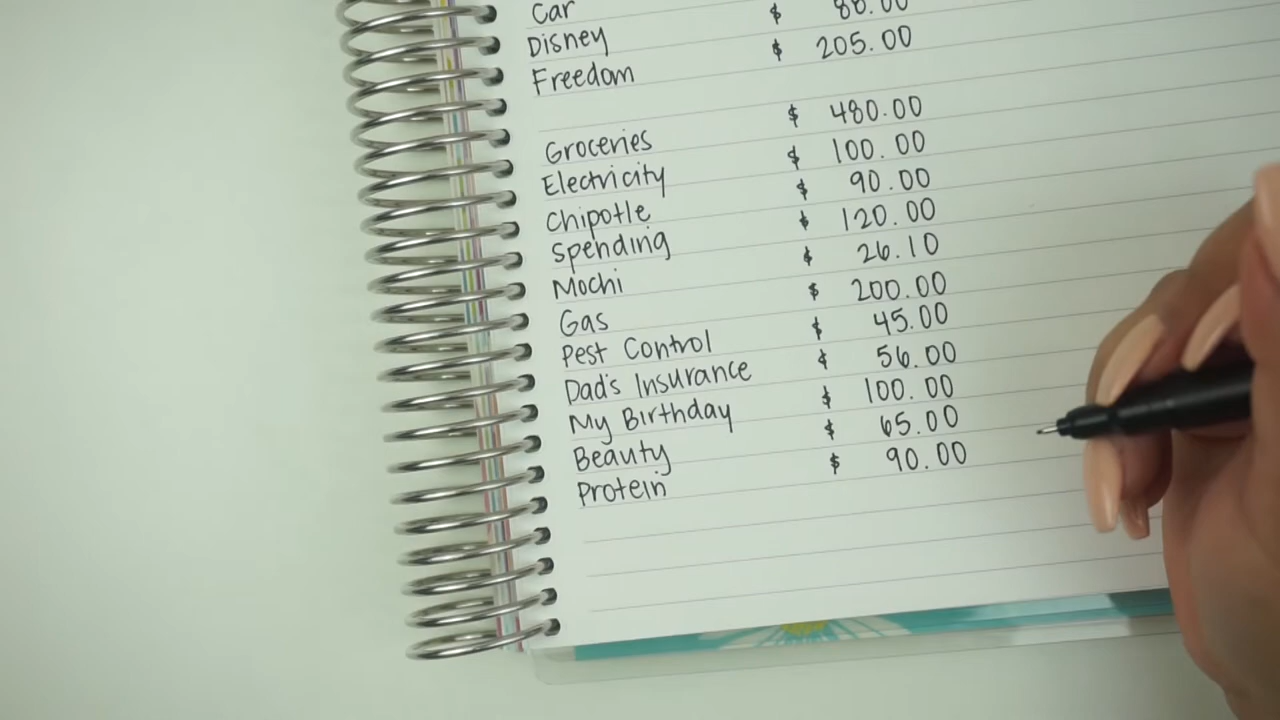 Car
Disney $
Freedom $ 205.00
Groceries $ 480.00
Electricity $ 100.00
Chipotle $ 90.00
Spending $ 120.00
Mochi $ 26.10
Gas $ 200.00
Pest Control $ 45.00
Dad's Insurance $ 56.00
My Birthday $ 100.00
Beauty $ 65.00
Protein $ 90.00